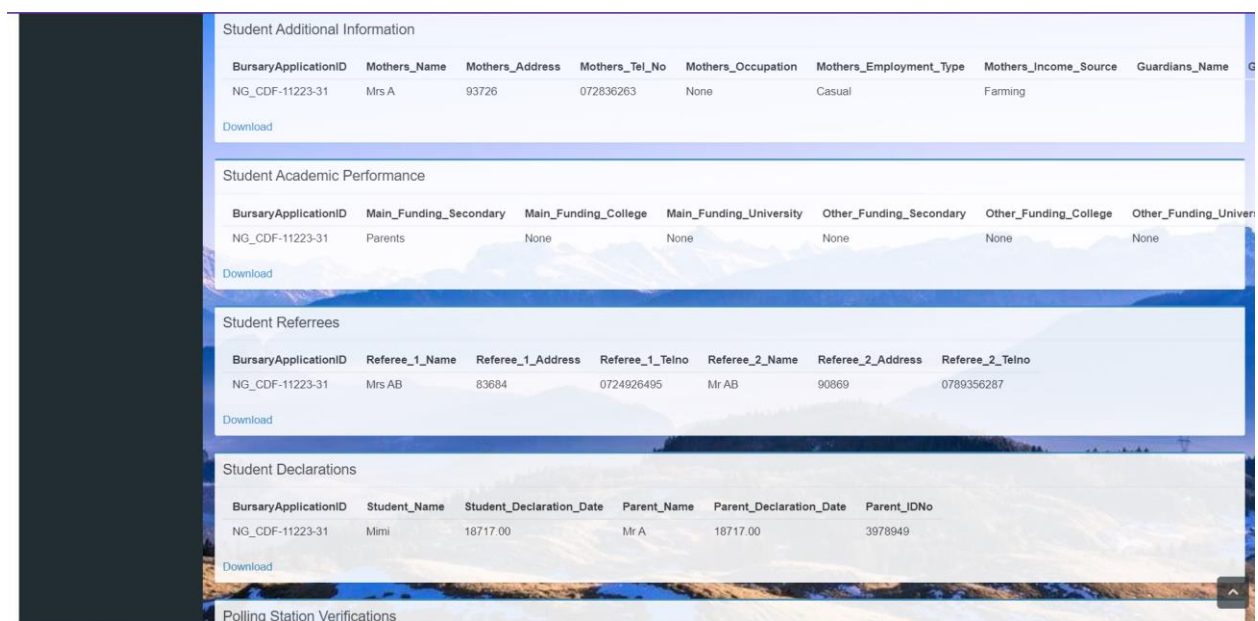 Student Additional Information
BursaryApplicationID Mothers_Name Mothers_Address Mothers_Tel_No Mothers_Occupation Mothers_Employment_Type Mothers_Income_Source Guardians_Name G
NG_CDF-11223-31 Mrs A 93726 072836263 None Casual Farming
Download
Student Academic Performance
BursaryApplicationID Main_Funding_Secondary Main_Funding_College Main_Funding_University Other_Funding_Secondary Other_Funding_College Other_Funding_Univer
NG_CDF-11223-31 Parents None None None None None
Download
Student Referrees
BursaryApplicationID Referee_1_Name Referee_1_Address Referee_1_Telno Referee_2_Name Referee_2_Address Referee_2_Telno
NG_CDF-11223-31 Mrs AB 83684 0724926495 Mr AB 90869 0789356287
Download
Student Declarations
BursaryApplicationID Student_Name Student_Declaration_Date Parent_Name Parent_Declaration_Date Parent_IDNo
NG_CDF-11223-31 Mimi 18717.00 Mr A 18717.00 3978949
Download
Polling Station Verifications